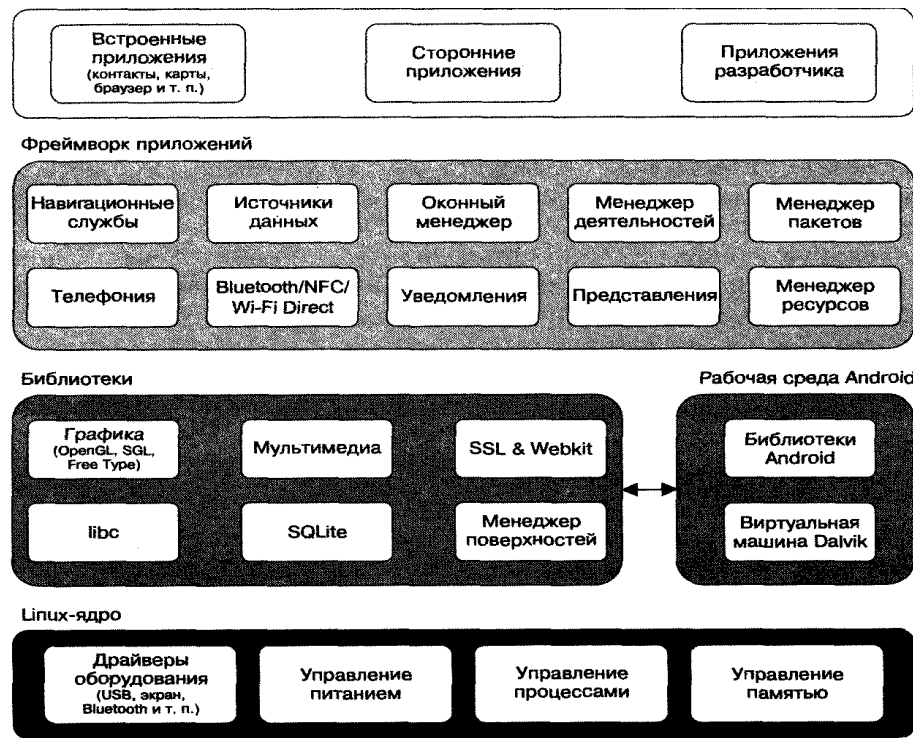 Встроенные
приложения
(контакты, карты,
браузер и т. п.)
Сторонние
приложения
Приложения
разработчика
Фреймворк приложений
Навигационные
службы
Источники
данных
Оконный
менеджер
Менеджер
деятельностей
Менеджер
пакетов
Телефония
Bluetooth/NFC/
Wi-Fi Direct
Уведомления
Представления
Менеджер
ресурсов
Библиотеки
Графика
(OpenGL, SGL,
Free Type)
Мультимедиа
SSL & Webkit
libc
SQLite
Менеджер
поверхностей
Рабочая среда Android
Библиотеки
Android
Виртуальная
машина Dalvik
Linux-ядро
Драйверы
оборудования
(USB, экран,
Bluetooth и т. п.)
Управление
питанием
Управление
процессами
Управление
памятью